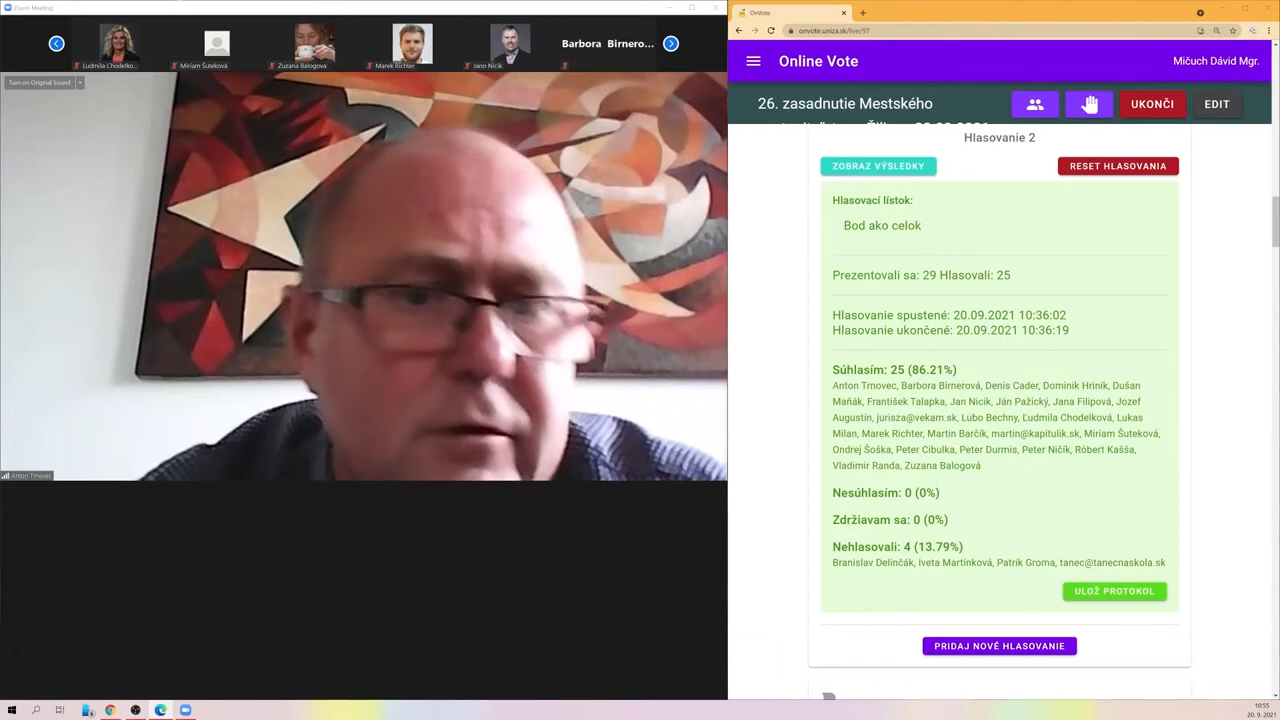 Zoom Meeting
Turn on Original Sound
Ludmila Chodelko...
Miriam Šuteková
Zuzana Balogova
Marek Richter
Jano Nicik
Barbora Birnero...
Anton Trnovec
OnVote
onvote.uniza.sk/live/97
Online Vote
Mičuch Dávid Mgr.
26. zasadnutie Mestského
UKONČI
EDIT
Hlasovanie 2
ZOBRAZ VÝSLEDKY
RESET HLASOVANIA
Hlasovací lístok:
Bod ako celok
Prezentovali sa: 29 Hlasovali: 25
Hlasovanie spustené: 20.09.2021 10:36:02
Hlasovanie ukončené: 20.09.2021 10:36:19
Súhlasím: 25 (86.21%)
Anton Trnovec, Barbora Birnerová, Denis Cader, Dominik Hriník, Dušan
Maňák, František Talapka, Jan Nicik, Ján Pažický, Jana Filipová, Jozef
Augustín, jurisza@vekam.sk, Lubo Bechny, Ľudmila Chodelková, Lukas
Milan, Marek Richter, Martin Barčík, martin@kapitulik.sk, Miriam Šuteková,
Ondrej Šoška, Peter Cibulka, Peter Durmis, Peter Ničík, Róbert Kašša,
Vladimir Randa, Zuzana Balogová
Nesúhlasím: 0 (0%)
Zdržiavam sa: 0 (0%)
Nehlasovali: 4 (13.79%)
Branislav Delinčák, Iveta Martinková, Patrik Groma, tanec@tanecnaskola.sk
ULOŽ PROTOKOL
PRIDAJ NOVÉ HLASOVANIE
10:55
20. 9. 2021